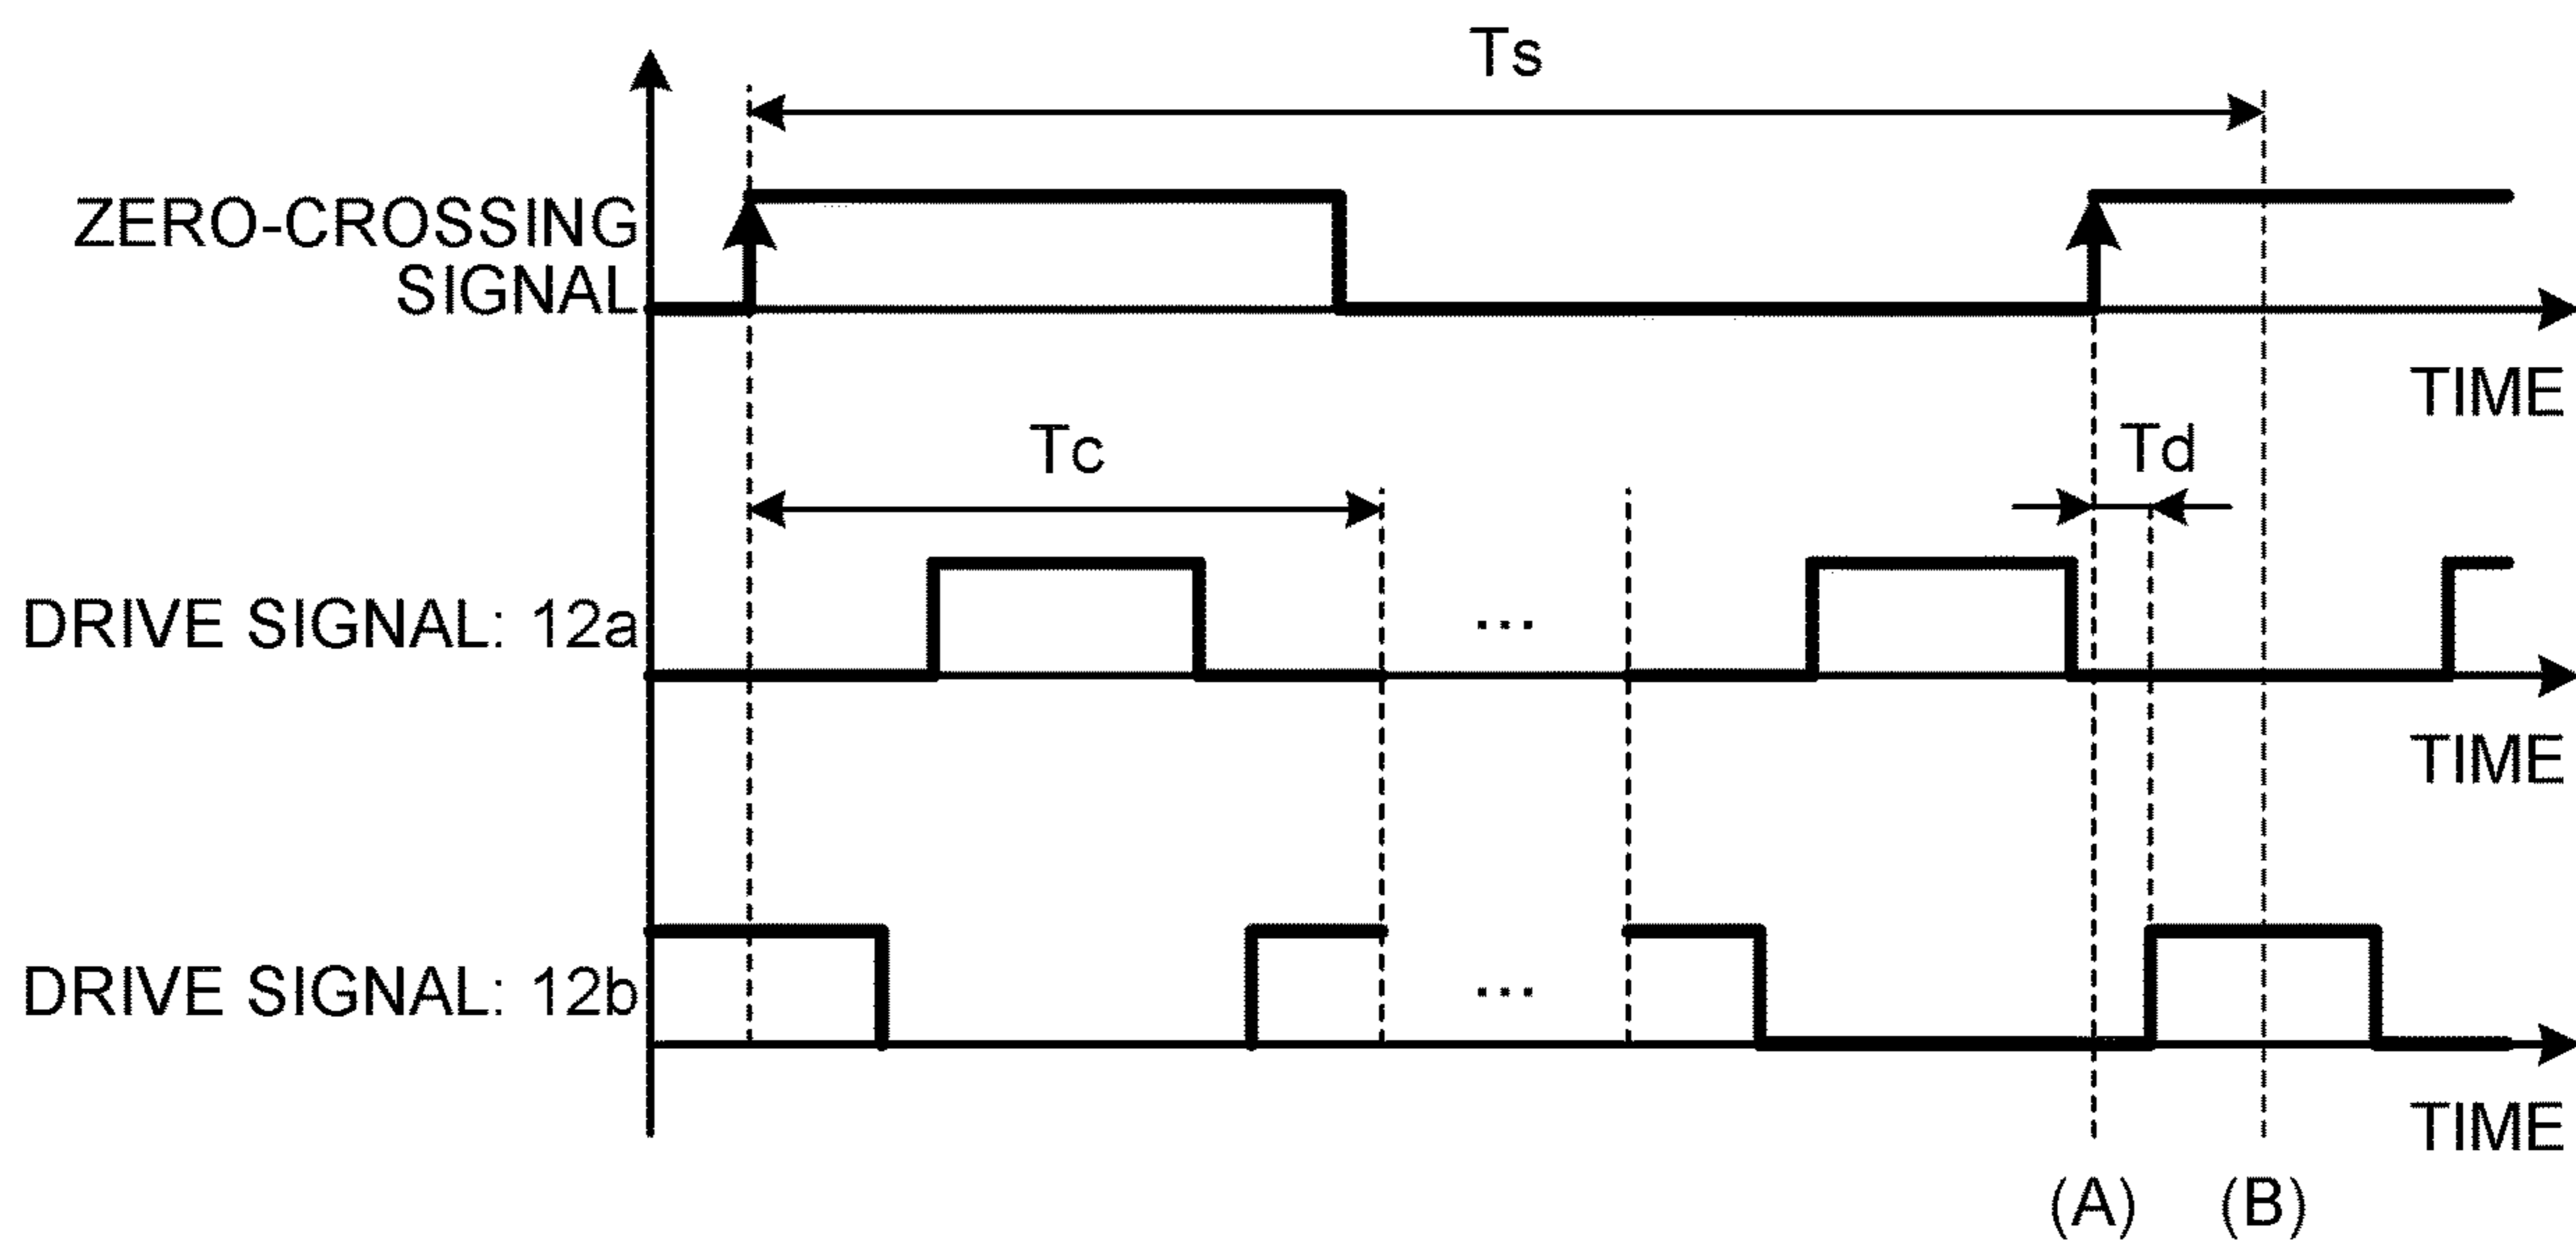 Ts
ZERO-CROSSING
SIGNAL
TIME
Tc
Td
DRIVE SIGNAL: 12a
...
TIME
DRIVE SIGNAL: 12b
...
TIME
(A)
(B)